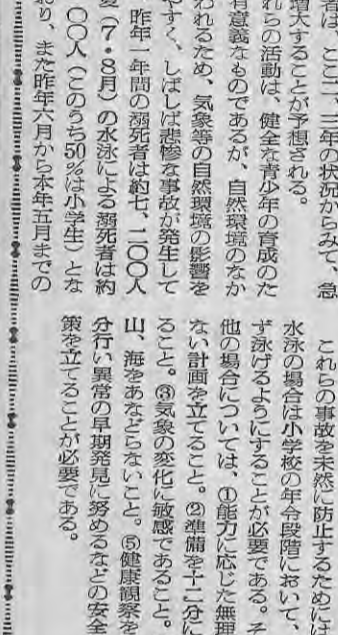 者は、ここ二、三年の状況からみて、急
増大することが予想される。
れらの活動は、健全な青少年の育成のた
有意義なものであるが、自然環境のなか
われるため、気象等の自然環境の影響を
やすく、しばしば悲惨な事故が発生して
昨年一年間の溺死者は約七、二〇〇人
夏(7・8月)の水泳による溺死者は約
〇〇人(このうち50%は小学生)とな
おり、また昨年六月から本年五月までの
これらの事故を未然に防止するためには
水泳の場合は小学校の年令段階において、
ず泳げるようにすることが必要である。そ
他の場合については、①能力に応じた無理
ない計画を立てること。②準備を十二分に
ること。③気象の変化に敏感であること。
山、海をあなどらないこと。⑤健康観察を
分行い異常の早期発見に努めるなどの安全
策を立てることが必要である。